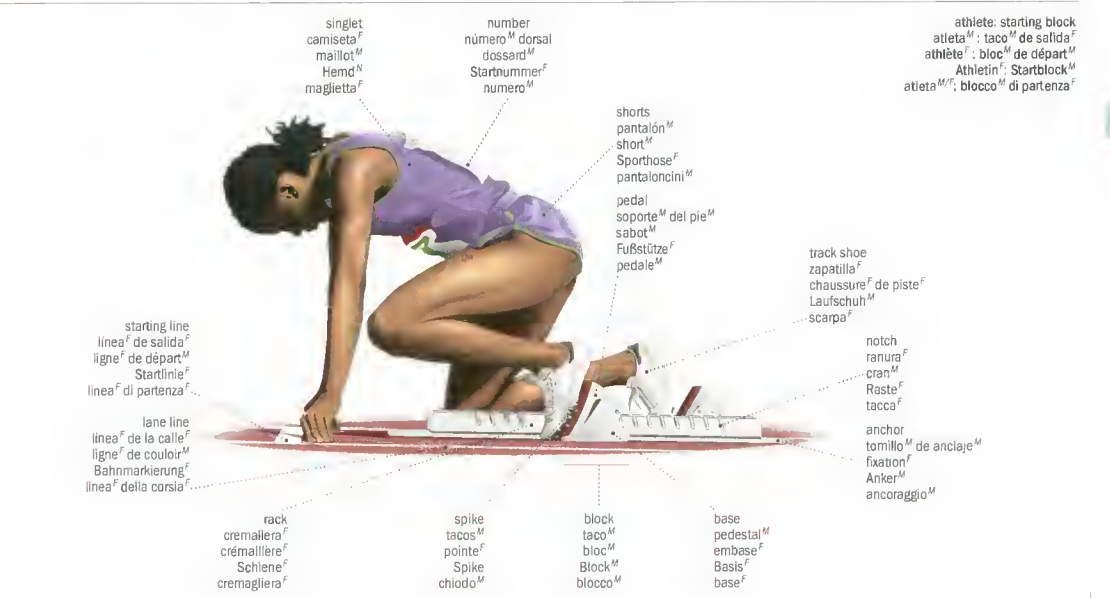 singlet
camiseta^F
maillot^M
Hemd^N
maglietta^F
number
número^M dorsal
dossard^M
Startnummer^F
numero^M
athlete: starting block
atleta^M : taco^M de salida^F
athlète^F : bloc^M de départ^M
Athletin^F: Startblock^M
atleta^M/F; blocco^M di partenza^F
shorts
pantalón^M
short^M
Sporthose^F
pantaloncini^M
pedal
soporte^M del pie^M
sabot^M
Fußstütze^F
pedale^M
track shoe
zapatilla^F
chaussure^F de piste^F
Laufschuh^M
scarpa^F
starting line
línea^F de salida^F
ligne^F de départ^M
Startlinie^F
linea^F di partenza^F
notch
ranura^F
cran^M
Raste^F
tacca^F
lane line
línea^F de la calle^F
ligne^F de couloir^M
Bahnmarkierung^F
linea^F della corsia^F
anchor
tornillo^M de anclaje^M
fixation^F
Anker^M
ancoraggio^M
rack
cremallera^F
crémaillère^F
Schiene^F
cremagliera^F
spike
tacos^M
pointe^F
Spike
chiodo^M
block
taco^M
bloc^M
Block^M
blocco^M
base
pedestal^M
embase^F
Basis^F
base^F